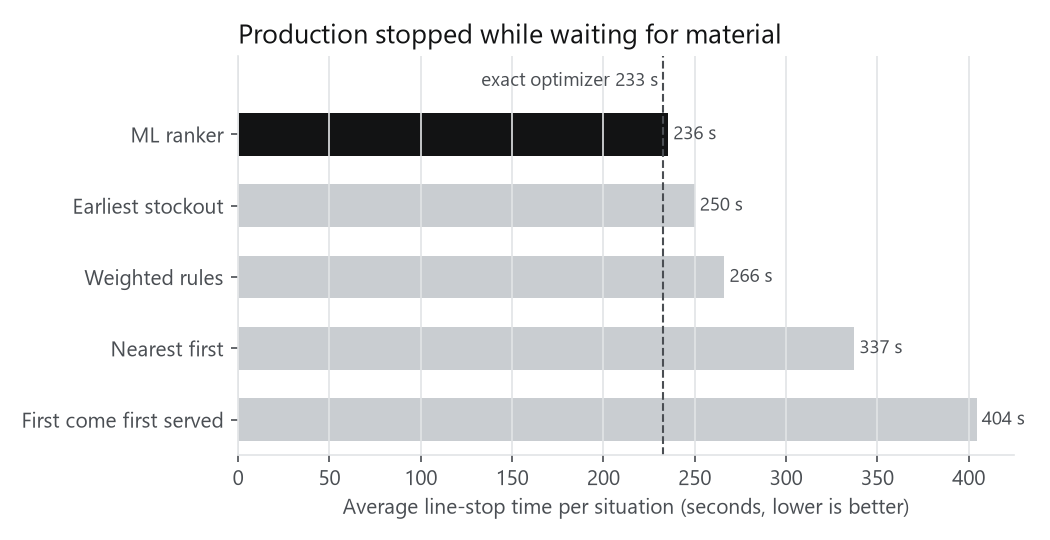 Production stopped while waiting for material
exact optimizer 233 s
ML ranker 236 s
Earliest stockout 250 s
Weighted rules 266 s
Nearest first 337 s
First come first served 404 s
0 50 100 150 200 250 300 350 400
Average line-stop time per situation (seconds, lower is better)